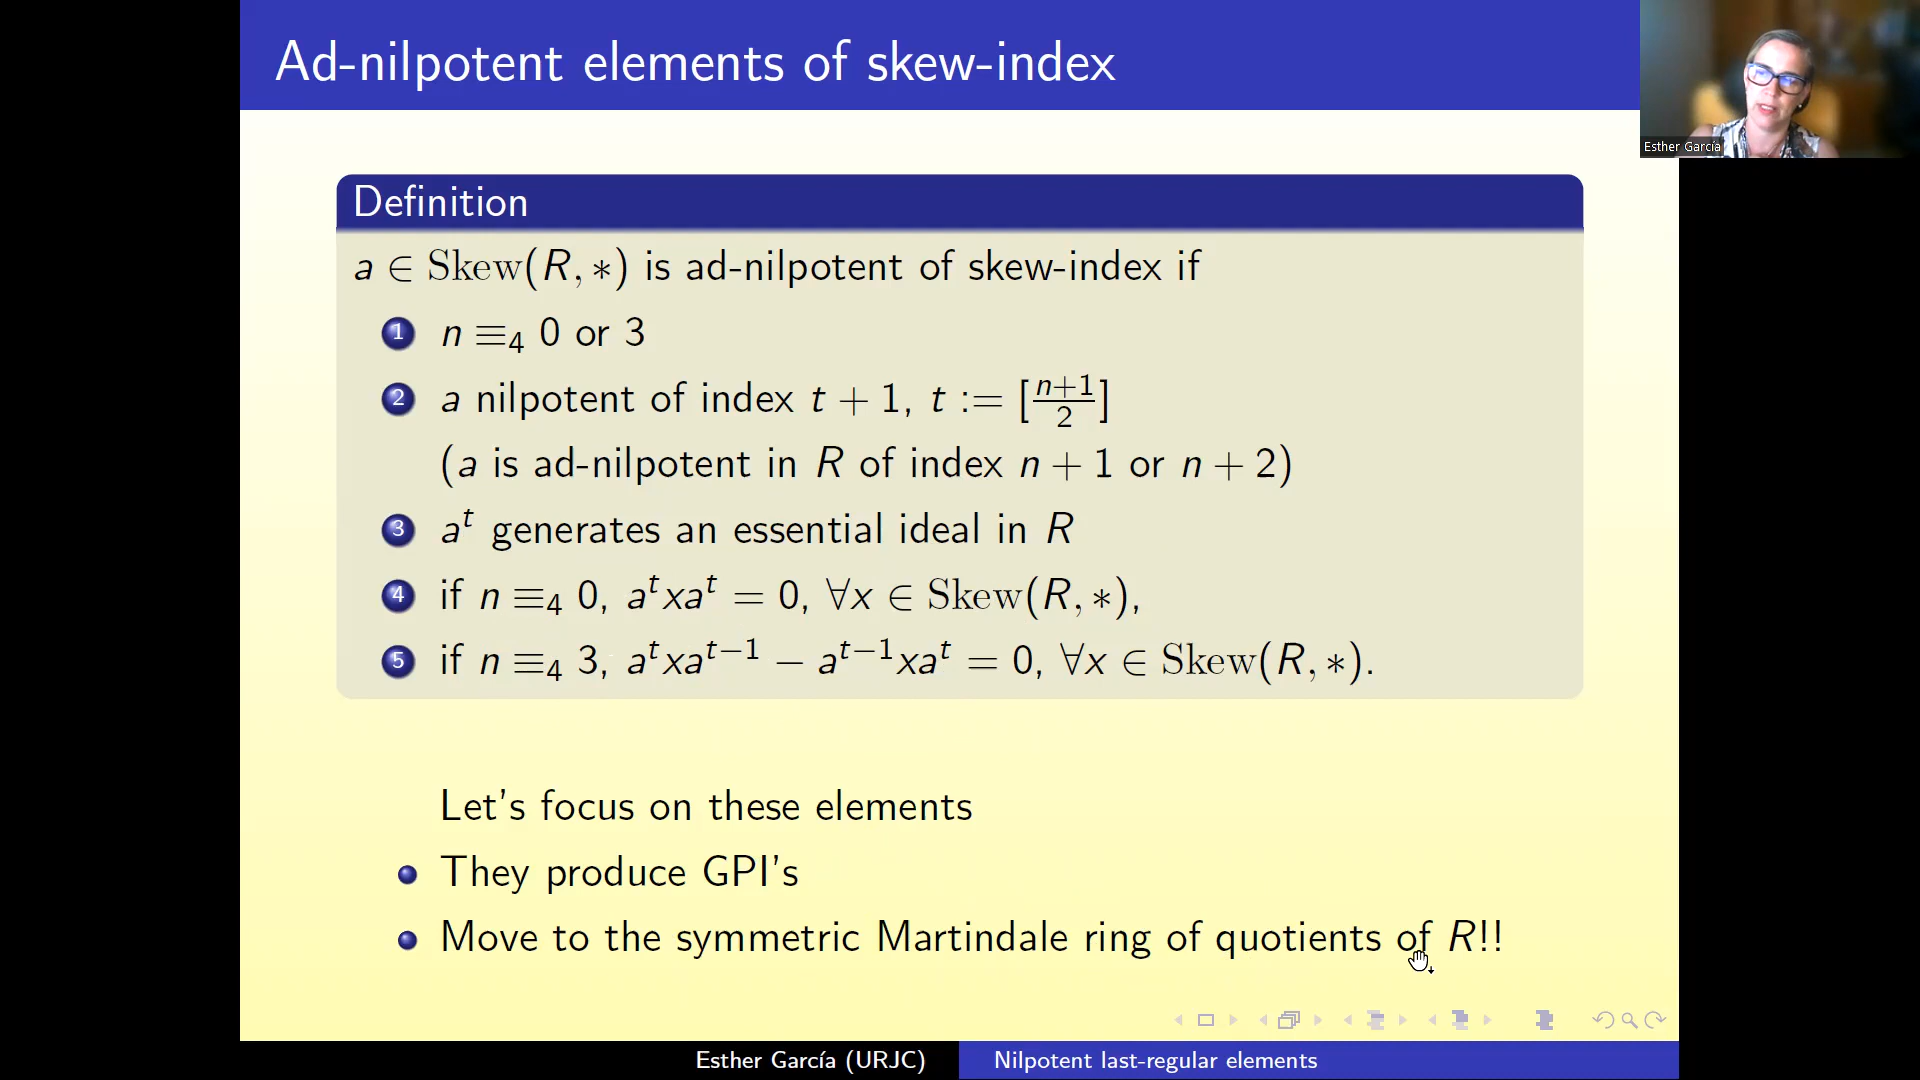 Ad-nilpotent elements of skew-index
Esther García
Definition
a ∈ Skew(R, ∗) is ad-nilpotent of skew-index if
1 n ≡₄ 0 or 3
2 a nilpotent of index t + 1, t := [(n+1)/2]
(a is ad-nilpotent in R of index n + 1 or n + 2)
3 aᵗ generates an essential ideal in R
4 if n ≡₄ 0, aᵗxaᵗ = 0, ∀x ∈ Skew(R, ∗),
5 if n ≡₄ 3, aᵗxaᵗ⁻¹ − aᵗ⁻¹xaᵗ = 0, ∀x ∈ Skew(R, ∗).
Let's focus on these elements
They produce GPI's
Move to the symmetric Martindale ring of quotients of R!!
Esther García (URJC)
Nilpotent last-regular elements